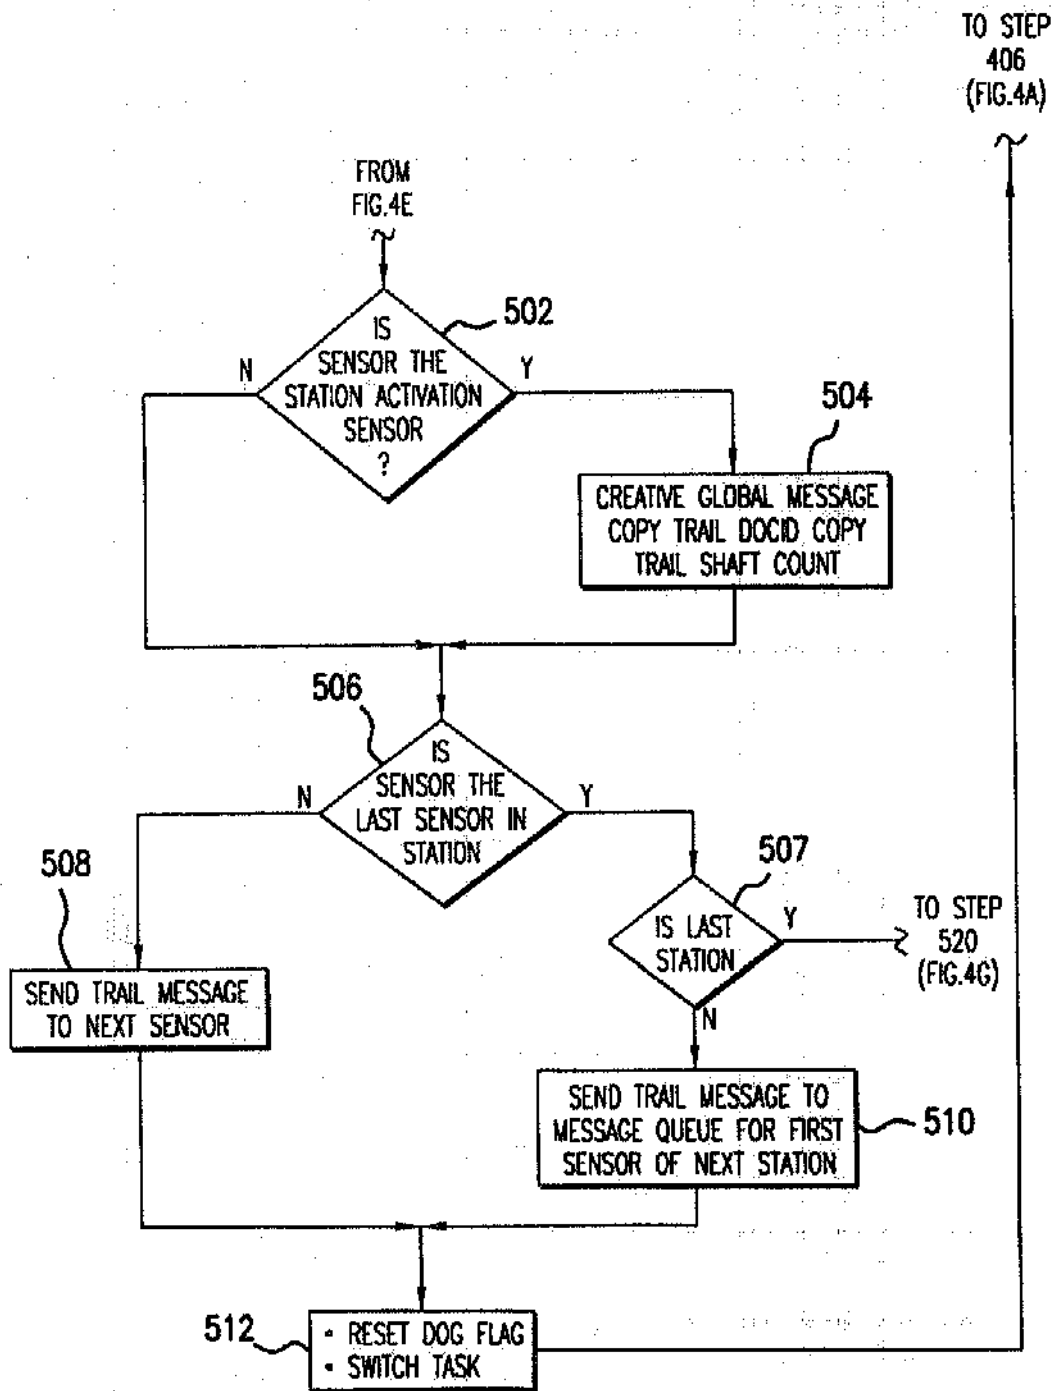 TO STEP
406
(FIG.4A)
FROM
FIG.4E
502
IS
SENSOR THE
STATION ACTIVATION
SENSOR
?
N
Y
504
CREATIVE GLOBAL MESSAGE
COPY TRAIL DOCID COPY
TRAIL SHAFT COUNT
506
IS
SENSOR THE
LAST SENSOR IN
STATION
N
Y
508
SEND TRAIL MESSAGE
TO NEXT SENSOR
507
IS LAST
STATION
Y
N
TO STEP
520
(FIG.4G)
SEND TRAIL MESSAGE TO
MESSAGE QUEUE FOR FIRST
SENSOR OF NEXT STATION
510
512
• RESET DOG FLAG
• SWITCH TASK